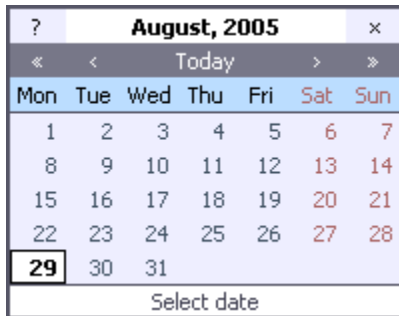 ? August, 2005 ×
« ‹ Today › »
Mon Tue Wed Thu Fri Sat Sun
1 2 3 4 5 6 7
8 9 10 11 12 13 14
15 16 17 18 19 20 21
22 23 24 25 26 27 28
29 30 31
Select date